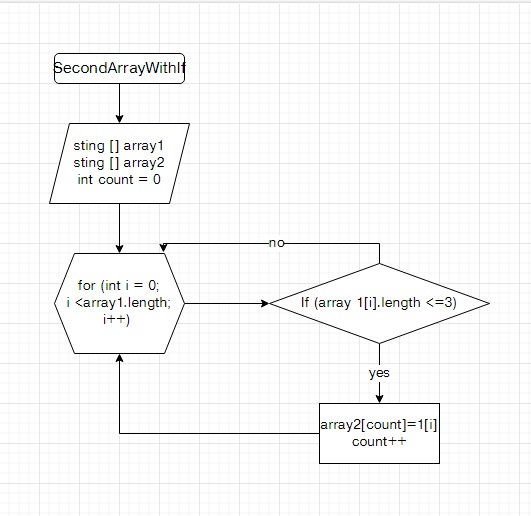 SecondArrayWithIf
sting [] array1
sting [] array2
int count = 0
no
for (int i = 0;
i <array1.length;
i++)
If (array 1[i].length <=3)
yes
array2[count]=1[i]
count++